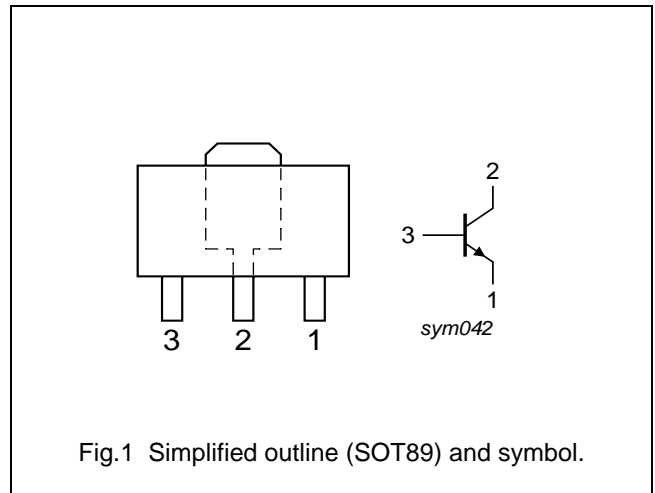 2
3
1
sym042
3 2 1
Fig.1 Simplified outline (SOT89) and symbol.